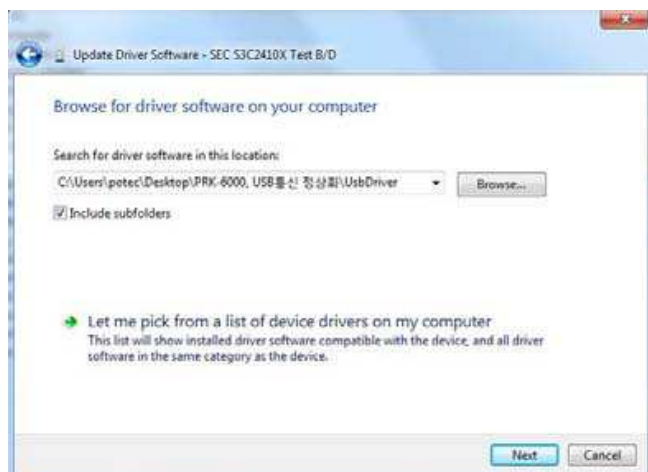 Update Driver Software - SEC S3C2410X Test B/D
Browse for driver software on your computer
Search for driver software in this location:
C:\Users\potec\Desktop\PRK-6000, USB통신 정상화\UsbDriver
Browse...
Include subfolders
Let me pick from a list of device drivers on my computer
This list will show installed driver software compatible with the device, and all driver
software in the same category as the device.
Next
Cancel